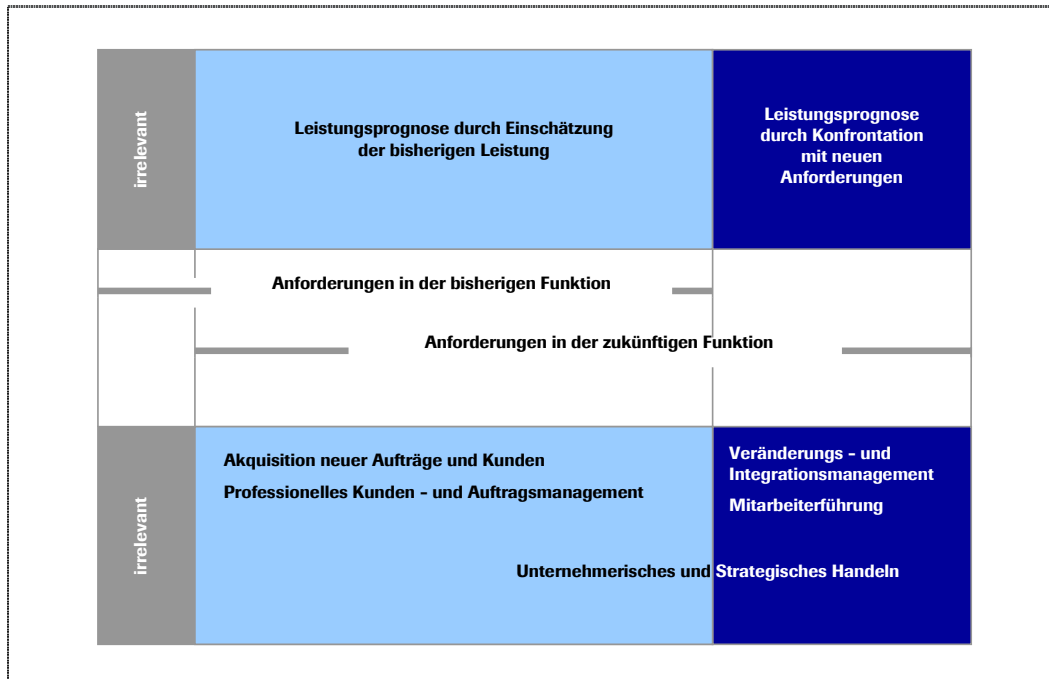 irrelevant
Leistungsprognose durch Einschätzung
der bisherigen Leistung
Leistungsprognose
durch Konfrontation
mit neuen
Anforderungen
Anforderungen in der bisherigen Funktion
Anforderungen in der zukünftigen Funktion
irrelevant
Akquisition neuer Aufträge und Kunden
Professionelles Kunden - und Auftragsmanagement
Veränderungs - und
Integrationsmanagement
Mitarbeiterführung
Unternehmerisches und Strategisches Handeln